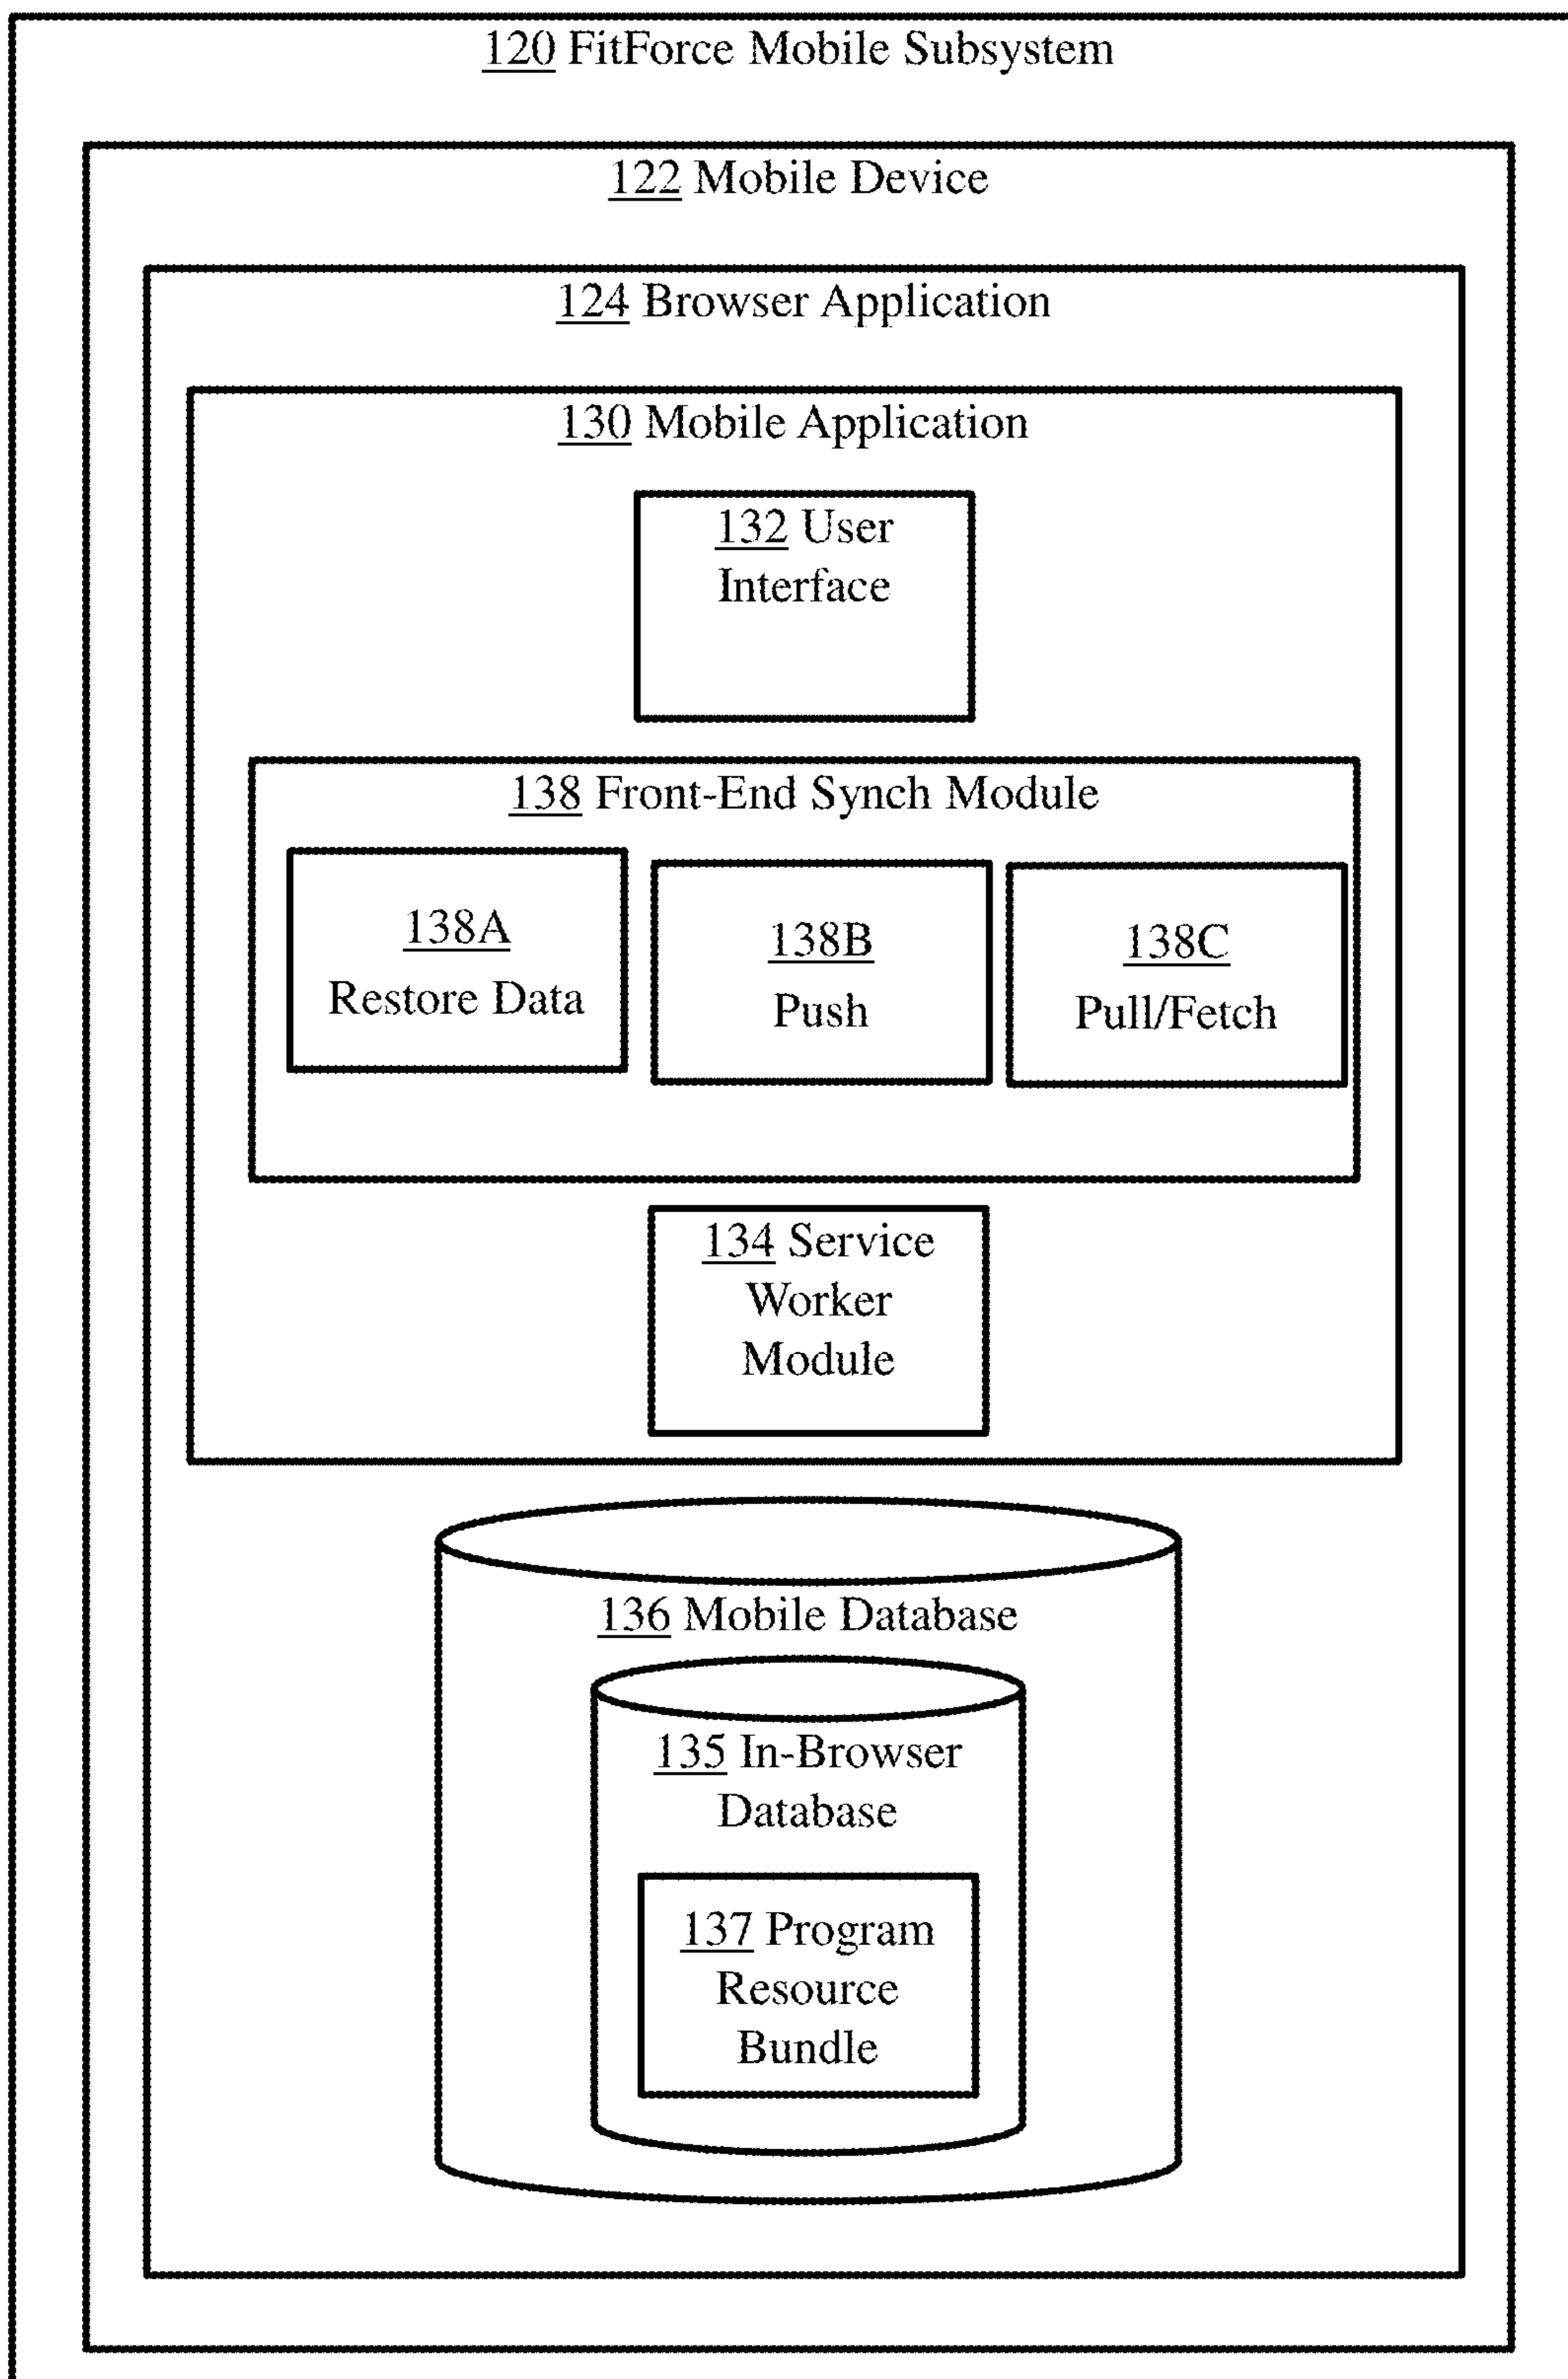 120 FitForce Mobile Subsystem
122 Mobile Device
124 Browser Application
130 Mobile Application
132 User
Interface
138 Front-End Synch Module
138A
Restore Data
138B
Push
138C
Pull/Fetch
134 Service
Worker
Module
136 Mobile Database
135 In-Browser
Database
137 Program
Resource
Bundle